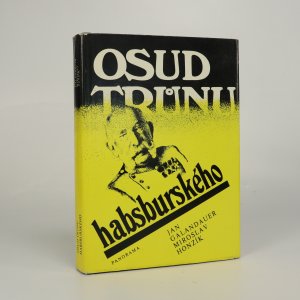 OSUD
TRŮNU
habsburského
PANORAMA
JAN
GALANDAUER
MIROSLAV
HONZÍK